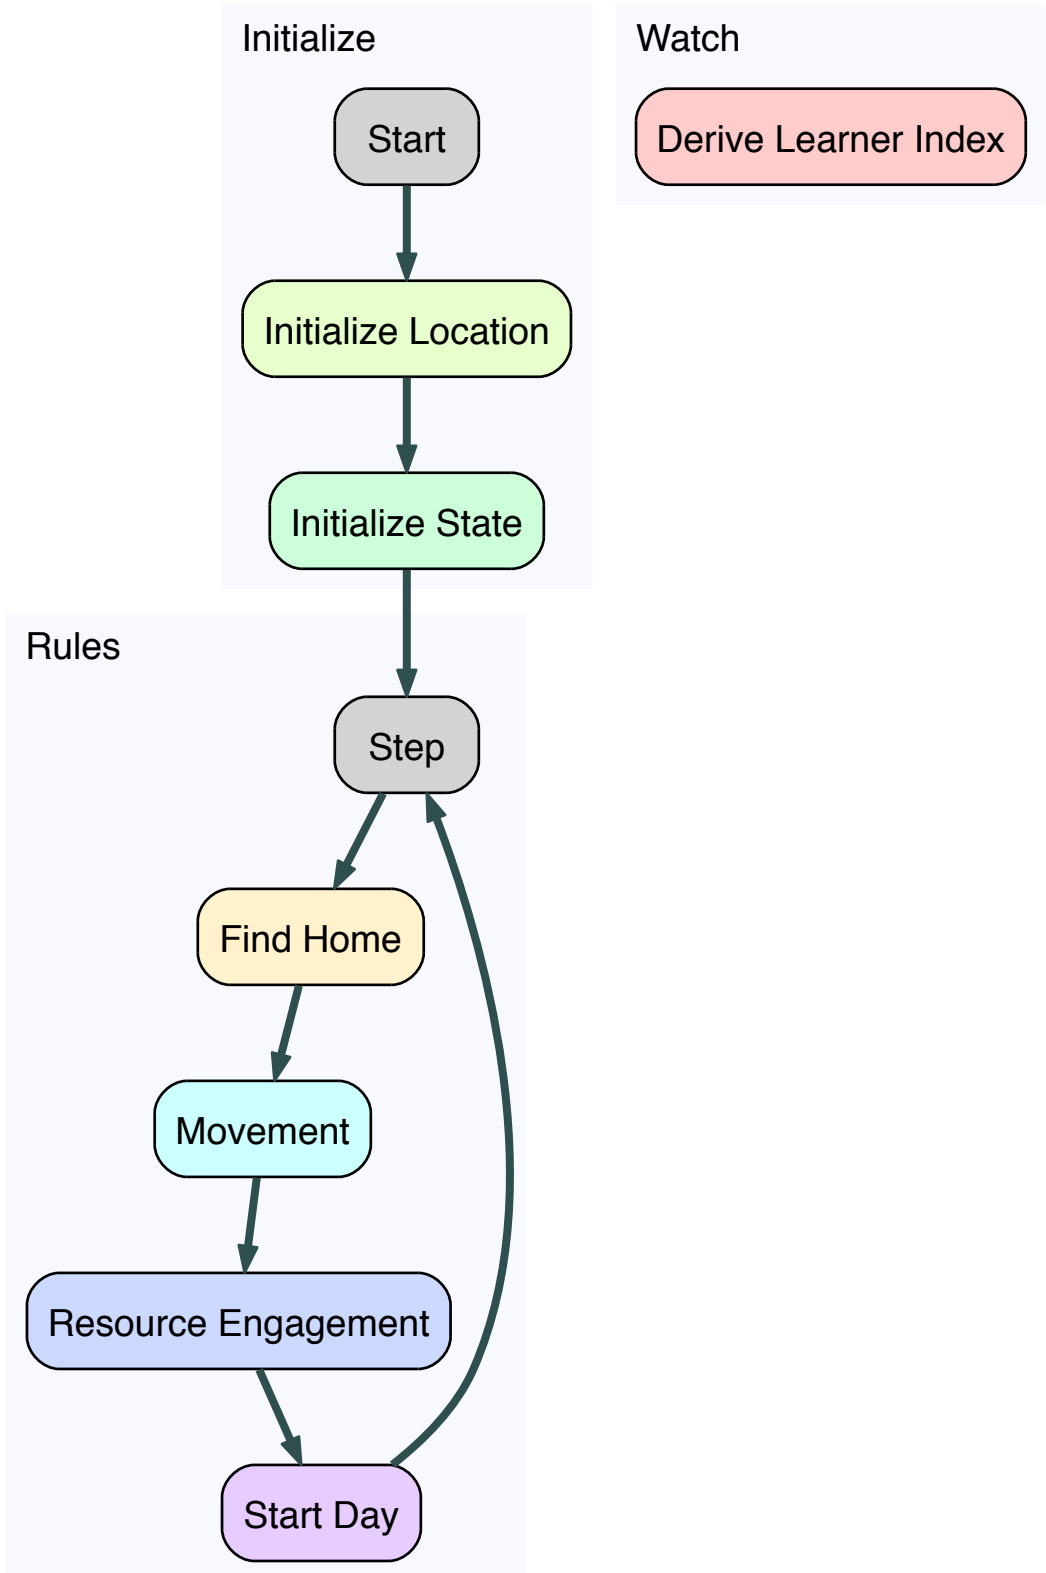 Initialize
Start
Initialize Location
Initialize State
Watch
Derive Learner Index
Rules
Step
Find Home
Movement
Resource Engagement
Start Day